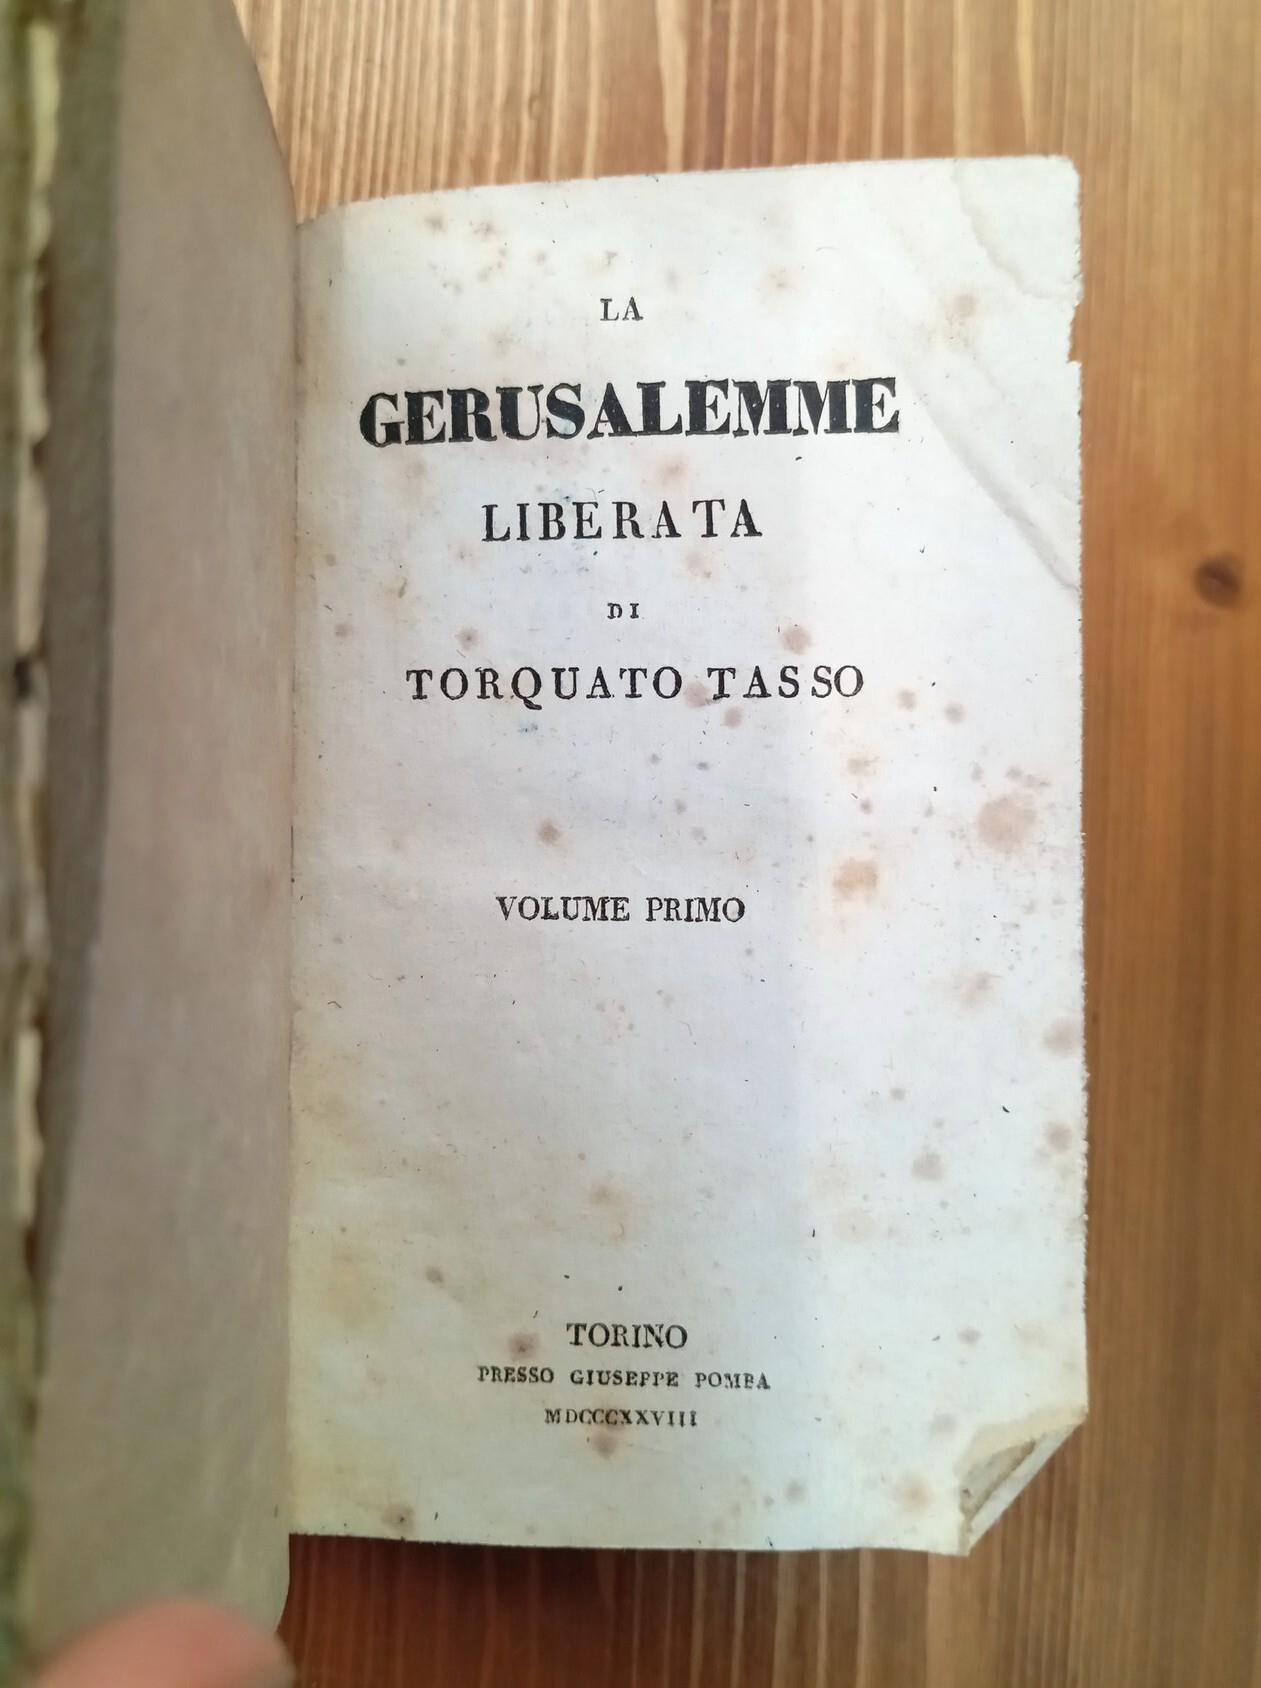 LA
GERUSALEMME
LIBERATA
DI
TORQUATO TASSO
VOLUME PRIMO
TORINO
PRESSO GIUSEPPE POMBA
MDCCCXXVIII